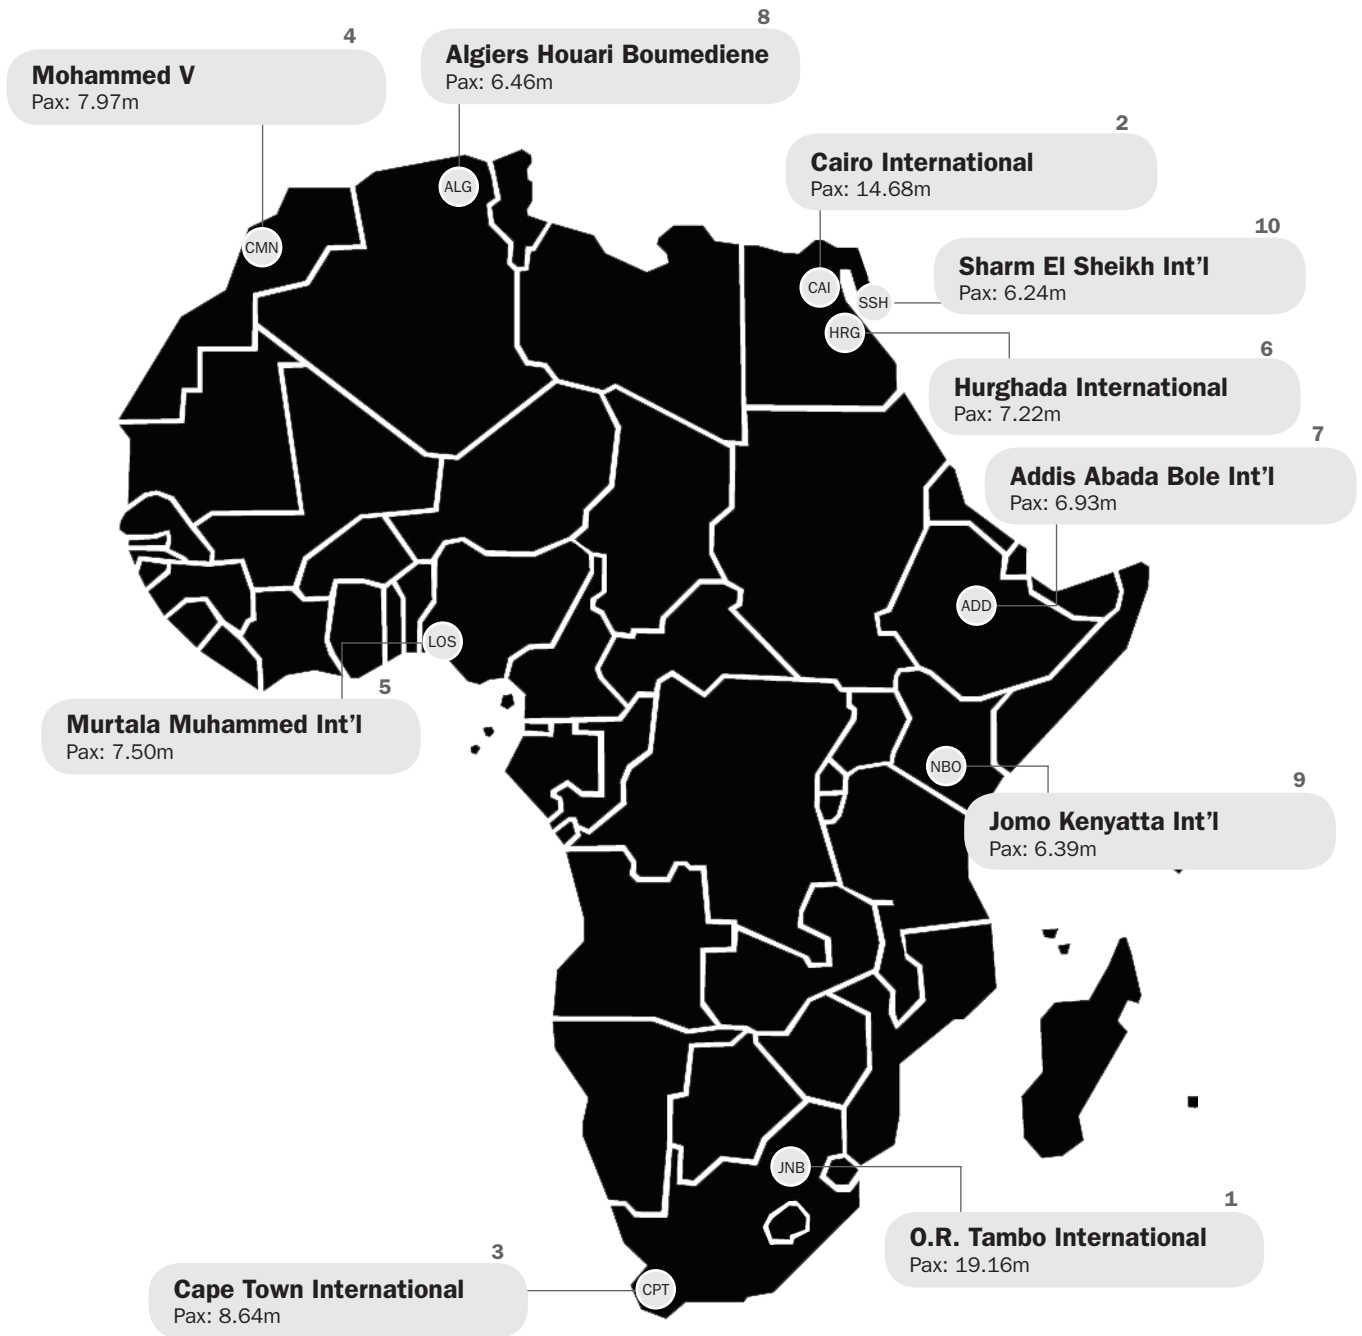 4
Mohammed V
Pax: 7.97m
8
Algiers Houari Boumediene
Pax: 6.46m
2
Cairo International
Pax: 14.68m
10
Sharm El Sheikh Int’l
Pax: 6.24m
6
Hurghada International
Pax: 7.22m
7
Addis Abada Bole Int’l
Pax: 6.93m
ALG
CMN
CAI
SSH
HRG
ADD
LOS
5
Murtala Muhammed Int’l
Pax: 7.50m
NBO
9
Jomo Kenyatta Int’l
Pax: 6.39m
JNB
1
O.R. Tambo International
Pax: 19.16m
3
Cape Town International
Pax: 8.64m
CPT